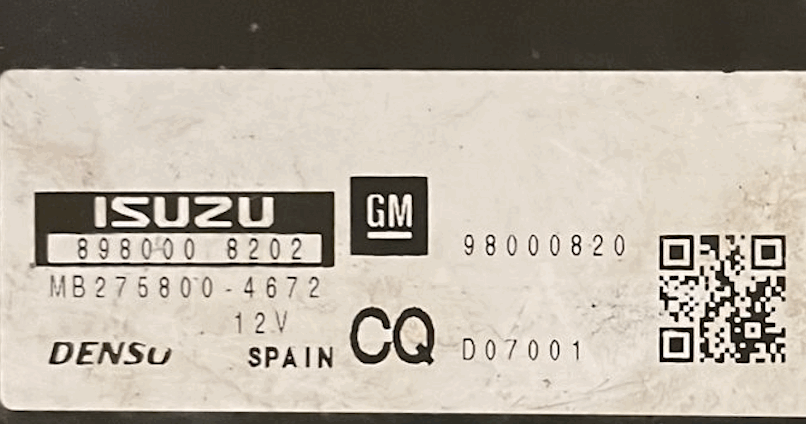 ISUZU
898000 8202
MB275800-4672
12V
DENSO SPAIN
GM
98000820
CQ D07001